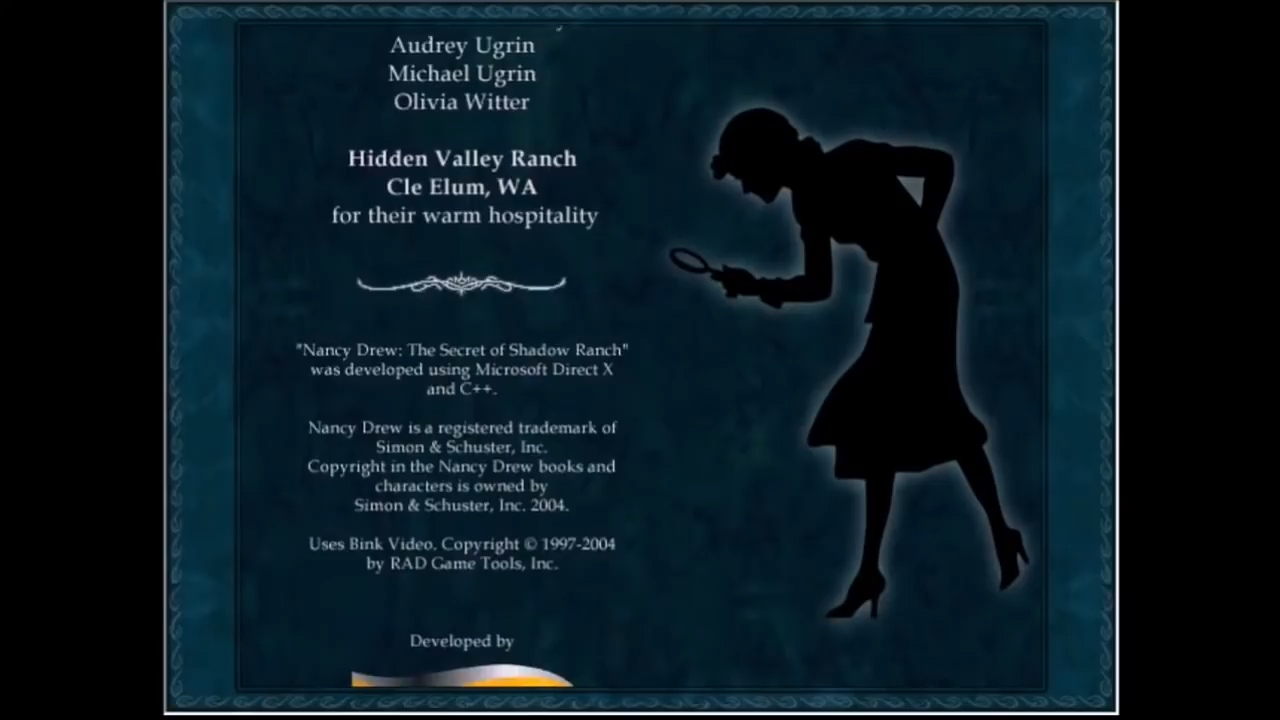 Audrey Ugrin
Michael Ugrin
Olivia Witter
Hidden Valley Ranch
Cle Elum, WA
for their warm hospitality
"Nancy Drew: The Secret of Shadow Ranch"
was developed using Microsoft Direct X
and C++.
Nancy Drew is a registered trademark of
Simon & Schuster, Inc.
Copyright in the Nancy Drew books and
characters is owned by
Simon & Schuster, Inc. 2004.
Uses Bink Video. Copyright © 1997-2004
by RAD Game Tools, Inc.
Developed by